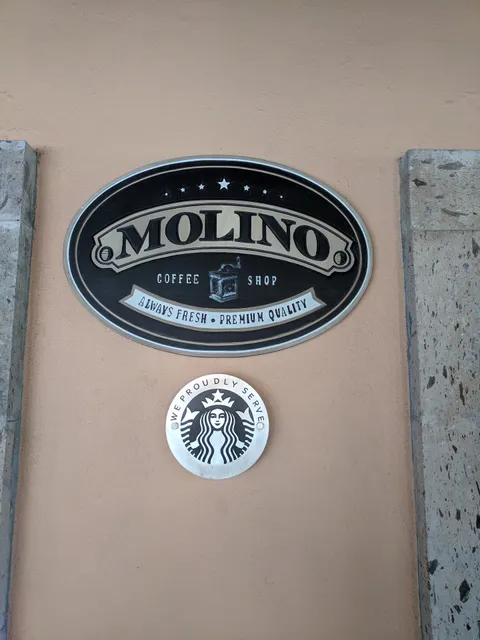 MOLINO
COFFEE SHOP
ALWAYS FRESH • PREMIUM QUALITY
WE PROUDLY SERVE